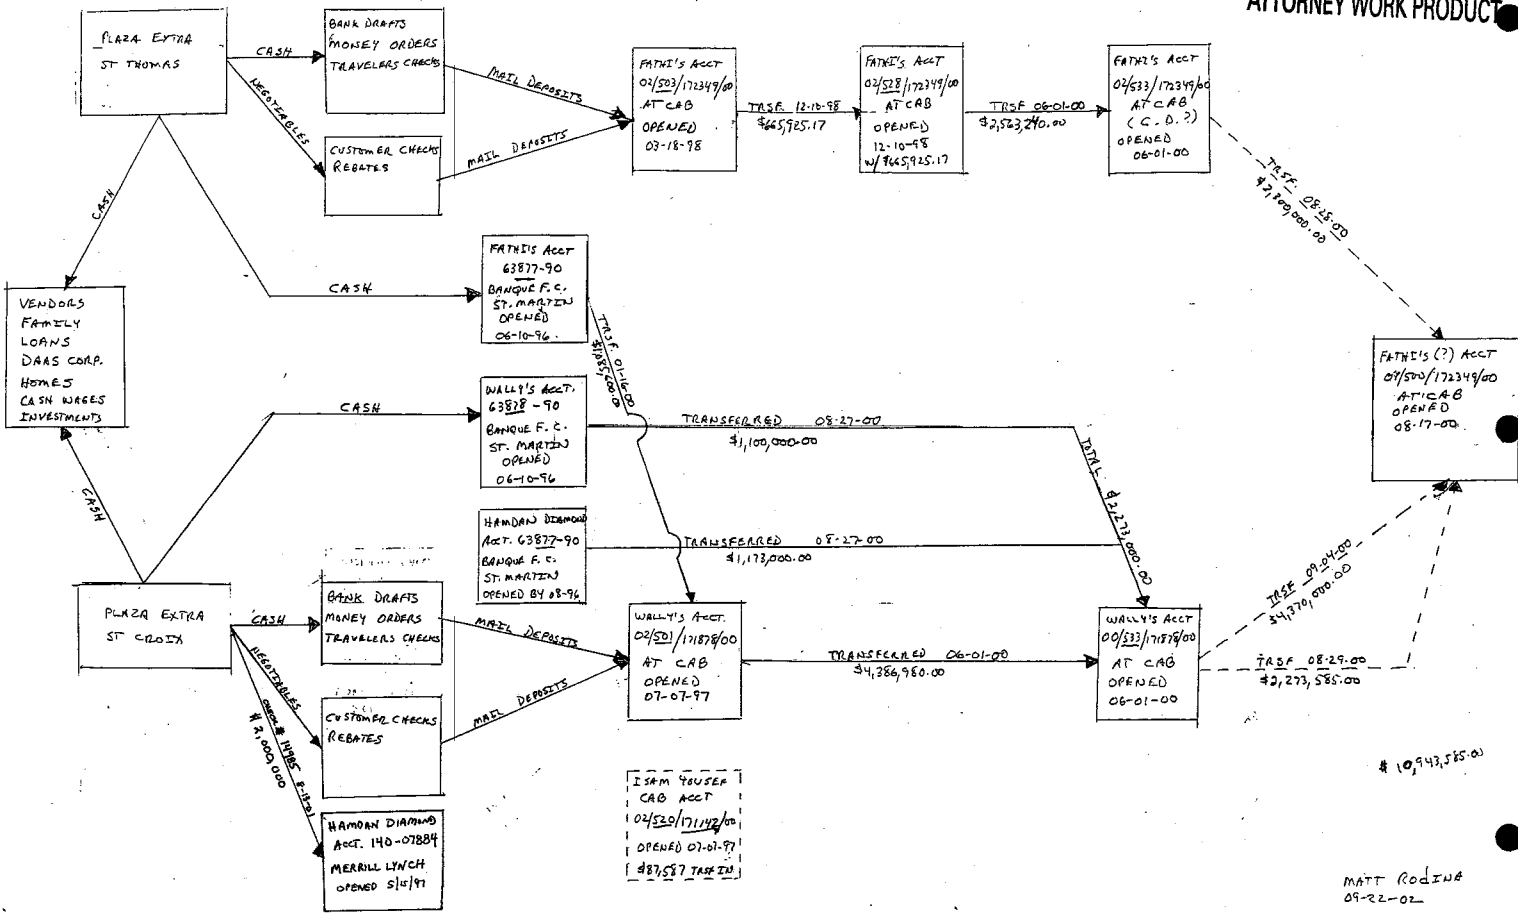 ATTORNEY WORK PRODUCT
PLAZA EXTRA
ST THOMAS
CASH
NEGOTIABLES
BANK DRAFTS
MONEY ORDERS
TRAVELERS CHECKS
MAIL DEPOSITS
CUSTOMER CHECKS
REBATES
MAIL DEPOSITS
FATHI'S ACCT
02/503/172349/00
AT CAB
OPENED
03-18-98
TRSF. 12-10-98
$665,925.17
FATHI'S ACCT
02/528/172349/00
AT CAB
OPENED
12-10-98
W/ $665,925.17
TRSF 06-01-00
$2,563,240.00
FATHI'S ACCT
02/533/172349/00
AT CAB
(C.D.?)
OPENED
06-01-00
TRSF. 08-28-00
$2,300,000.00
CASH
VENDORS
FAMILY
LOANS
DAAS CORP.
HOMES
CASH WAGES
INVESTMENTS
CASH
CASH
FATHI'S ACCT
63877-90
BANQUE F.C.
ST. MARTIN
OPENED
06-10-96.
TRSF. 01-16-00
CASH
WALLY'S ACCT.
63878-90
BANQUE F.C.
ST. MARTIN
OPENED
06-10-96
TRANSFERRED 08-27-00
$1,100,000.00
TOTAL $2,273,000.00
FATHI'S (?) ACCT
/500/172349/00
AT CAB
OPENED
08-17-00
HAMDAN DIAMOND
ACCT. 63877-90
BANQUE F.C.
ST. MARTIN
OPENED BY 08-96
TRANSFERRED 08-27-00
$1,173,000.00
PLAZA EXTRA
ST CROIX
CASH
NEGOTIABLES
CHECK # 14985 8-13-01
$2,000,000
BANK DRAFTS
MONEY ORDERS
TRAVELERS CHECKS
MAIL DEPOSITS
CUSTOMER CHECKS
REBATES
MAIL DEPOSITS
WALLY'S ACCT.
02/501/171878/00
AT CAB
OPENED
07-07-97
TRANSFERRED 06-01-00
$4,386,980.00
WALLY'S ACCT
00/533/171878/00
AT CAB
OPENED
06-01-00
TRSF 09-04-00
$4,370,000.00
TRSF 08-29-00
$2,273,585.00
$10,943,585.00
HAMDAN DIAMOND
ACCT. 140-07884
MERRILL LYNCH
OPENED 5/15/97
ISAM YOUSEF
CAB ACCT
02/520/171142/00
OPENED 07-07-97
$87,587 TRSF IN
MATT RODINA
09-22-02